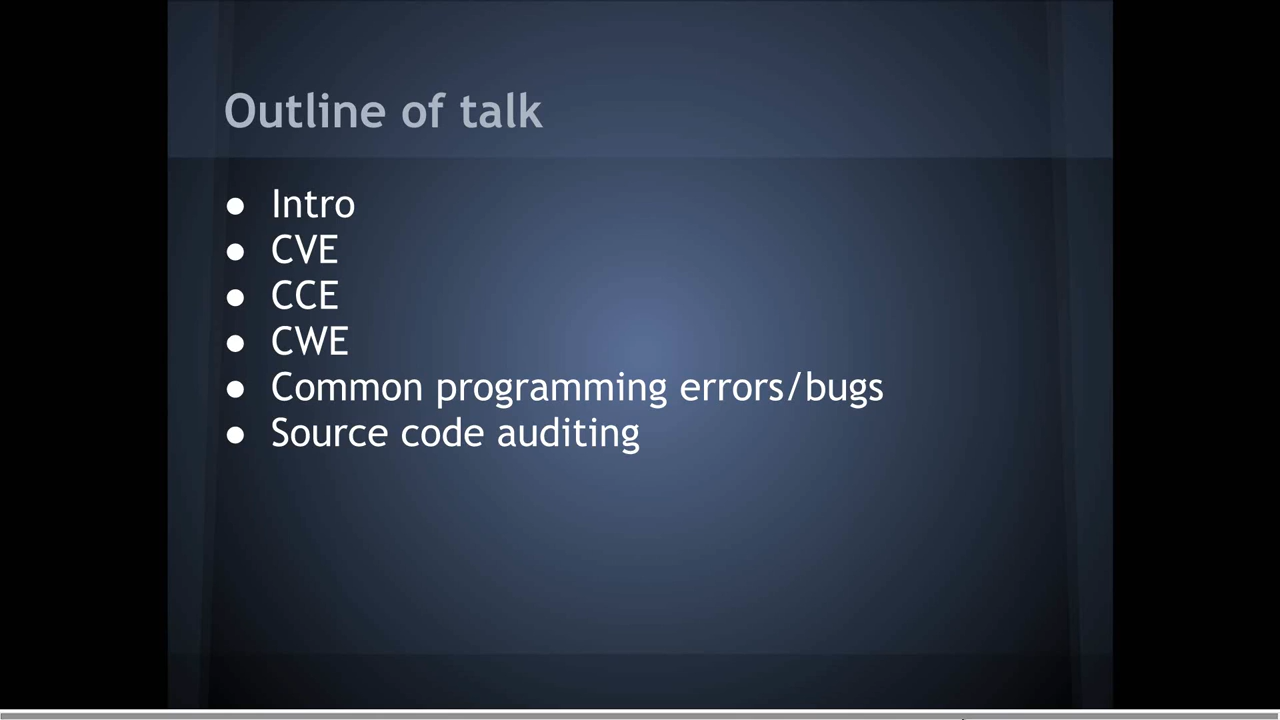 Outline of talk
● Intro
● CVE
● CCE
● CWE
● Common programming errors/bugs
● Source code auditing